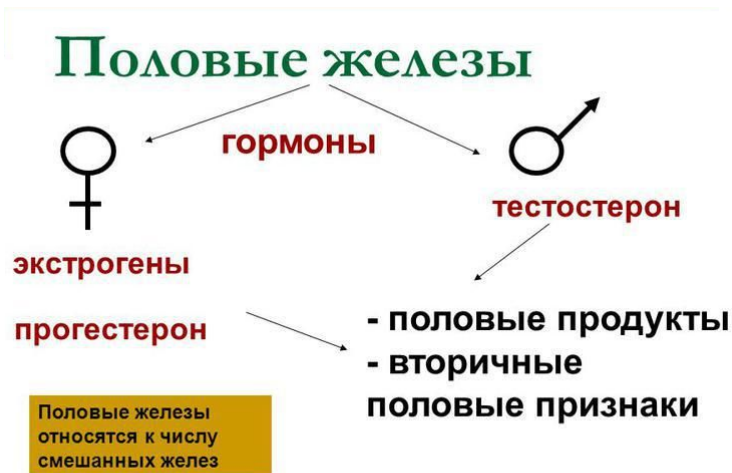 Половые железы
гормоны
тестостерон
экстрогены
прогестерон
- половые продукты
- вторичные
половые признаки
Половые железы
относятся к числу
смешанных желез